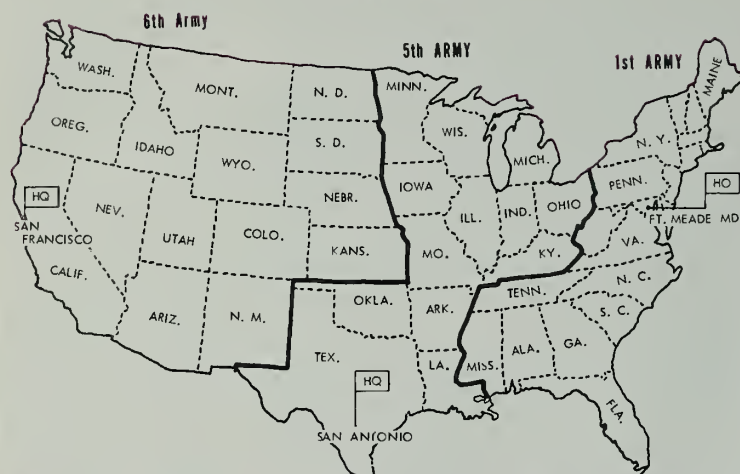 6th Army
5th ARMY
1st ARMY
WASH.
MONT.
N. D.
MINN.
MAINE
OREG.
IDAHO
S. D.
WIS.
MICH.
N. Y.
WYO.
NEBR.
IOWA
PENN.
HQ
HQ
NEV.
UTAH
COLO.
ILL.
IND.
OHIO
FT. MEADE MD
SAN
FRANCISCO
KANS.
MO.
KY.
VA.
CALIF.
OKLA.
TENN.
N. C.
ARIZ.
N. M.
ARK.
S. C.
TEX.
LA.
MISS.
ALA.
GA.
HQ
FLA.
SAN ANTONIO